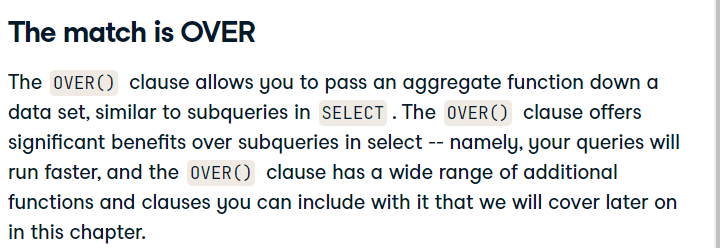 The match is OVER
The OVER() clause allows you to pass an aggregate function down a
data set, similar to subqueries in SELECT . The OVER() clause offers
significant benefits over subqueries in select -- namely, your queries will
run faster, and the OVER() clause has a wide range of additional
functions and clauses you can include with it that we will cover later on
in this chapter.